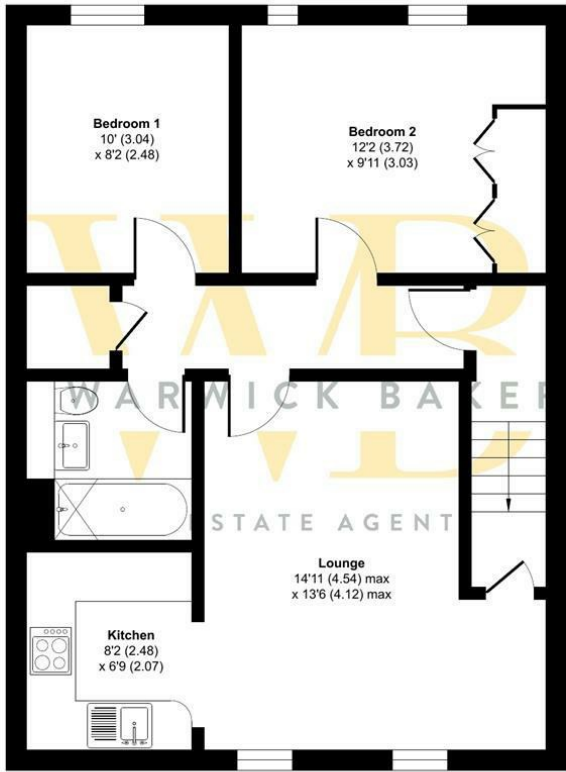 Bedroom 1
10' (3.04)
x 8'2 (2.48)
Bedroom 2
12'2 (3.72)
x 9'11 (3.03)
WB
WARWICK BAKER
ESTATE AGENT
Lounge
14'11 (4.54) max
x 13'6 (4.12) max
Kitchen
8'2 (2.48)
x 6'9 (2.07)